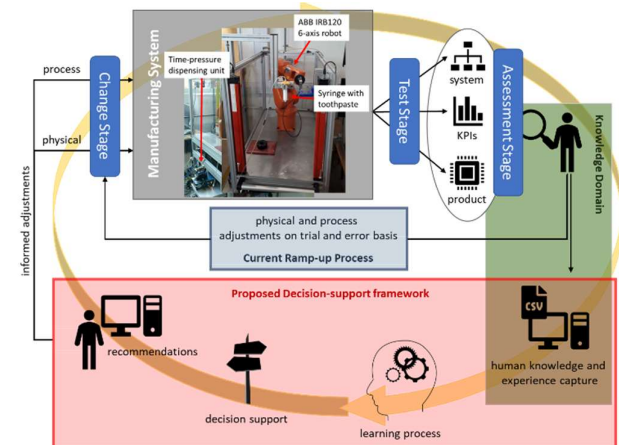 ABB IRB120
6-axis robot
Time-pressure
dispensing unit
Syringe with
toothpaste
Manufacturing System
process
physical
Change Stage
informed adjustments
Test Stage
system
KPIs
product
Assessment Stage
Knowledge Domain
physical and process
adjustments on trial and error basis
Current Ramp-up Process
Proposed Decision-support framework
recommendations
decision support
learning process
CSV
human knowledge and
experience capture